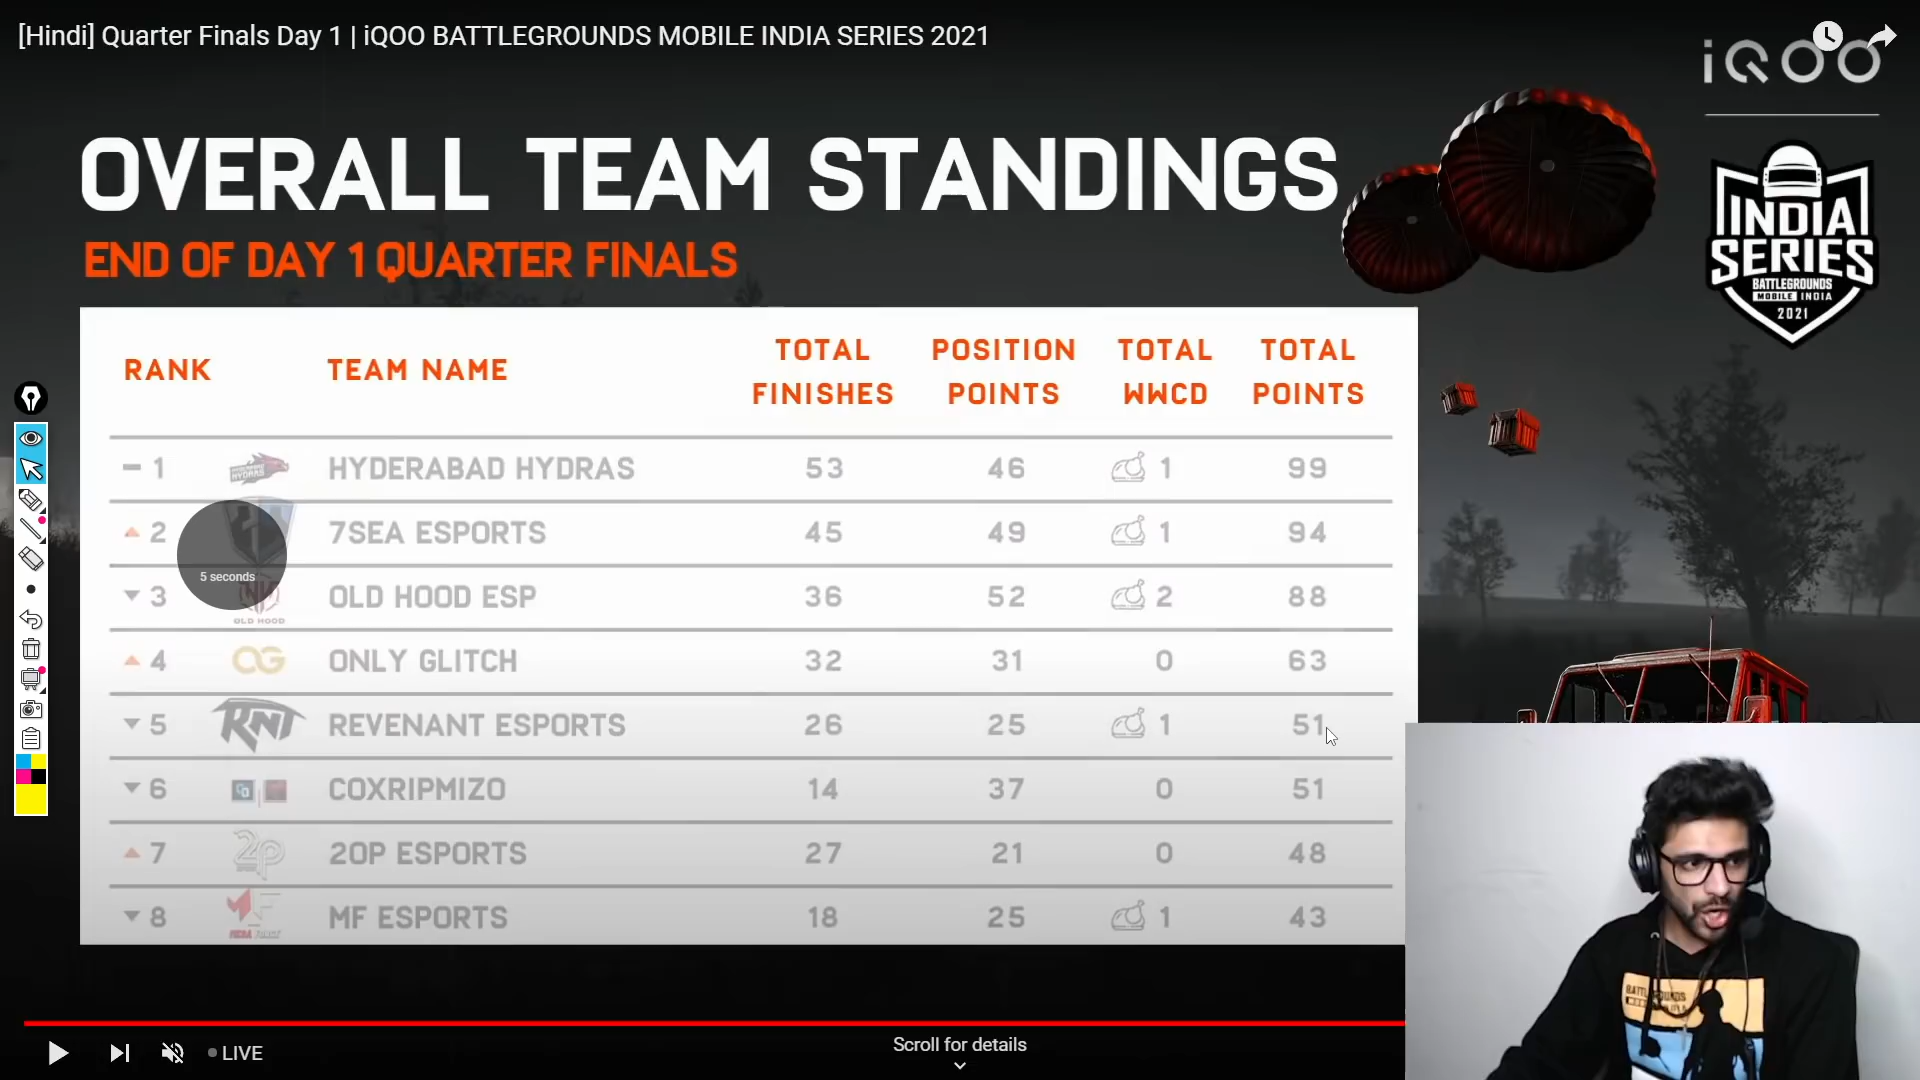 [Hindi] Quarter Finals Day 1 | iQOO BATTLEGROUNDS MOBILE INDIA SERIES 2021
iQOO
OVERALL TEAM STANDINGS
END OF DAY 1 QUARTER FINALS
INDIA
SERIES
BATTLEGROUNDS
MOBILE INDIA
2021
RANK TEAM NAME TOTAL FINISHES POSITION POINTS TOTAL WWCD TOTAL POINTS
1 HYDERABAD HYDRAS 53 46 1 99
2 7SEA ESPORTS 45 49 1 94
5 seconds
3 OLD HOOD OLD HOOD ESP 36 52 2 88
4 OG ONLY GLITCH 32 31 0 63
5 RNT REVENANT ESPORTS 26 25 1 51
6 COXRIPMIZO 14 37 0 51
7 2OP 2OP ESPORTS 27 21 0 48
8 MF MF ESPORTS 18 25 1 43
LIVE
Scroll for details